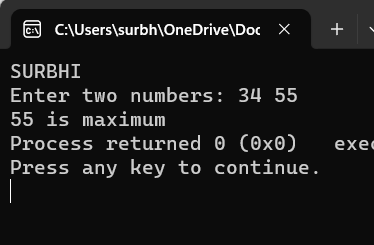 C:\Users\surbh\OneDrive\Doc
SURBHI
Enter two numbers: 34 55
55 is maximum
Process returned 0 (0x0)   exec
Press any key to continue.